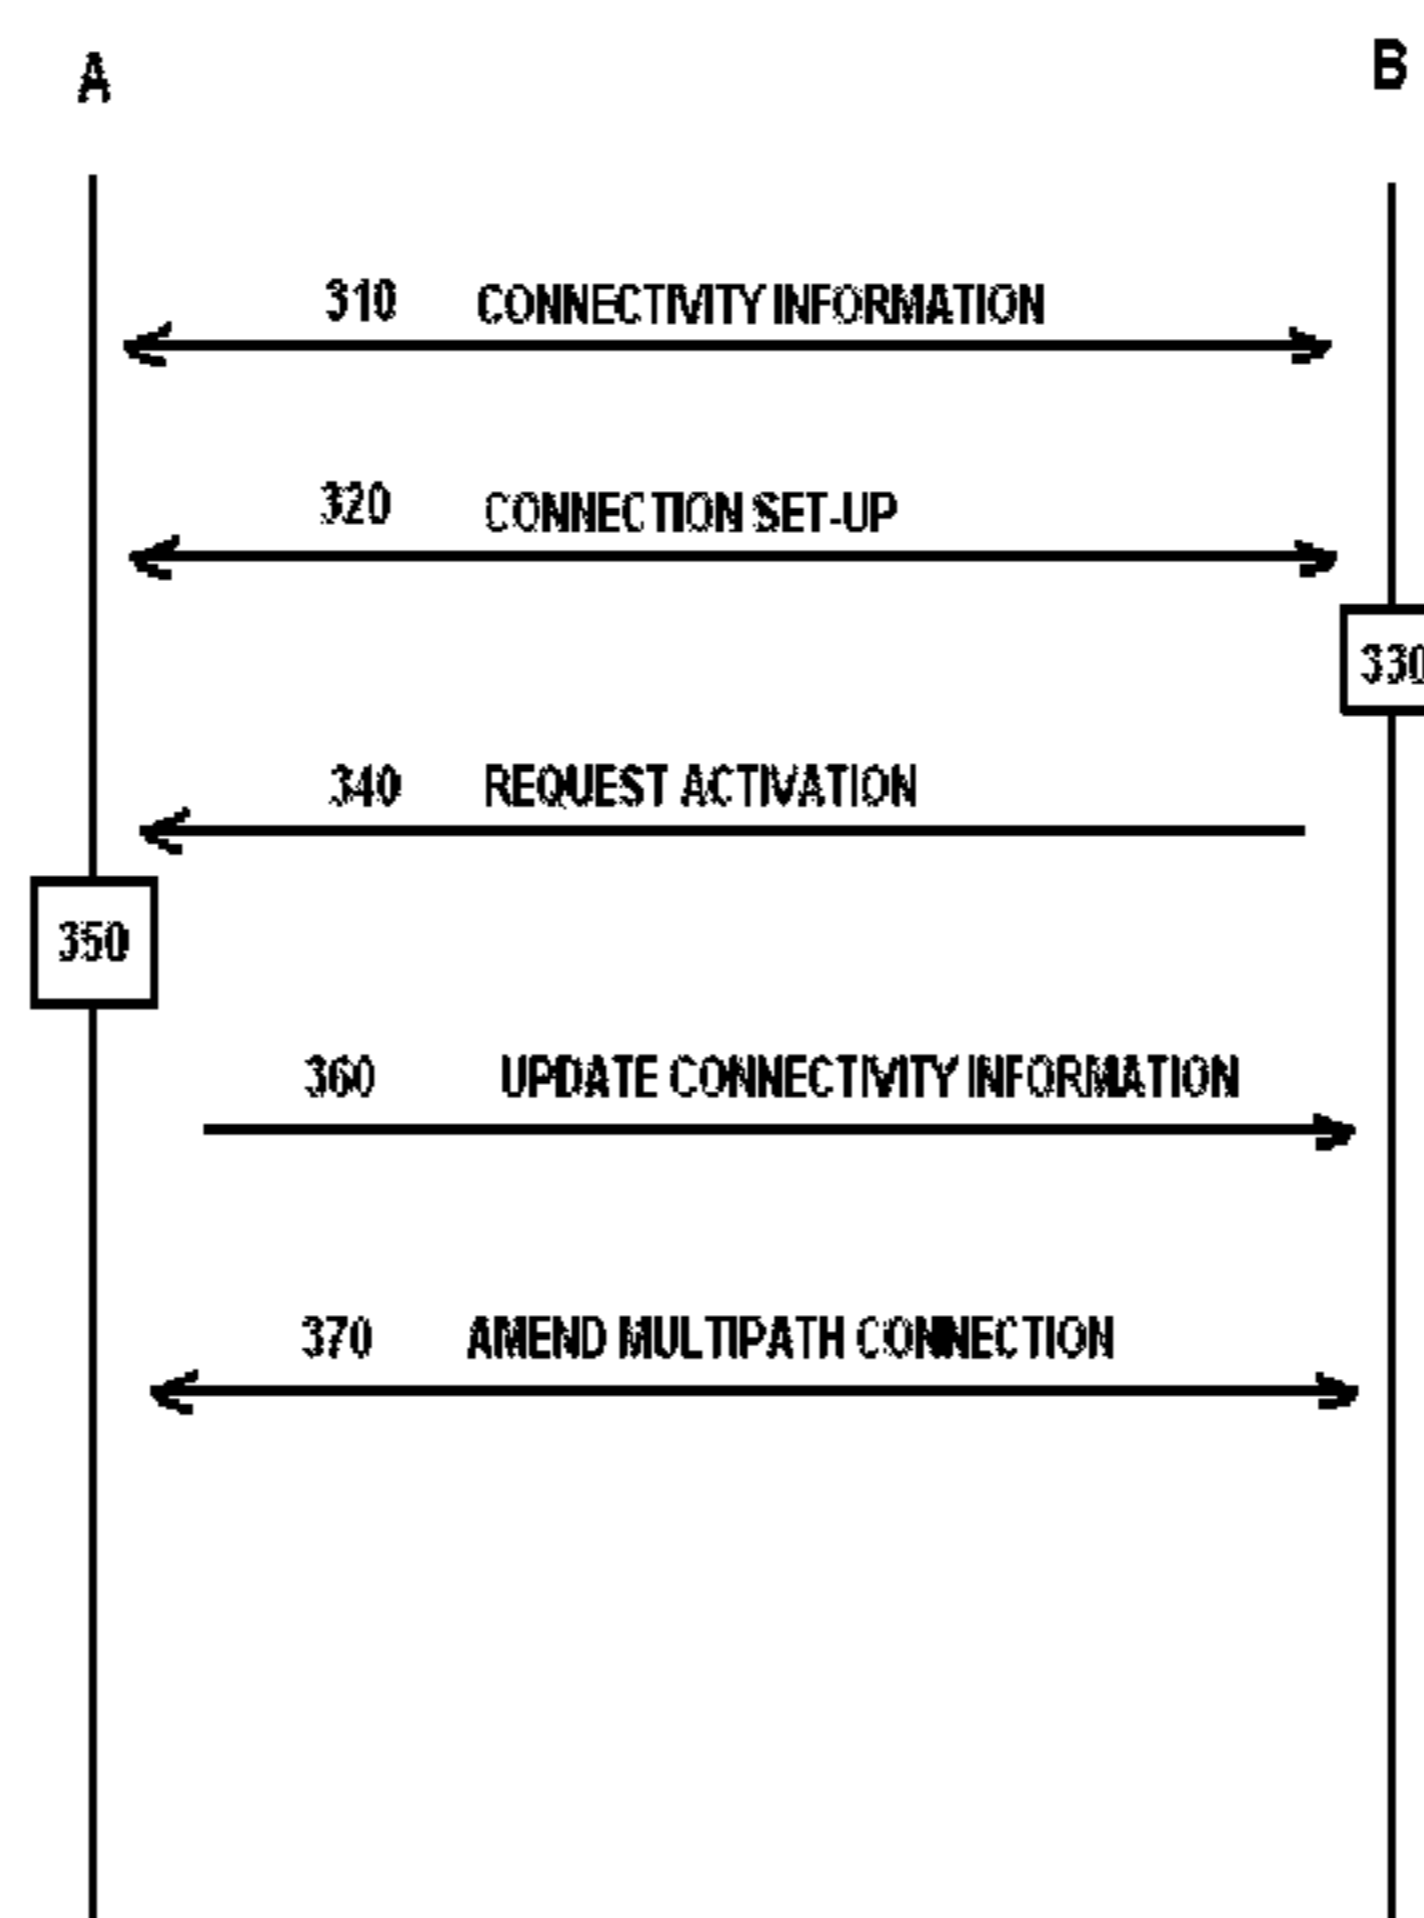 A
B
310 CONNECTIVITY INFORMATION
320 CONNECTION SET-UP
330
340 REQUEST ACTIVATION
350
360 UPDATE CONNECTIVITY INFORMATION
370 AMEND MULTIPATH CONNECTION